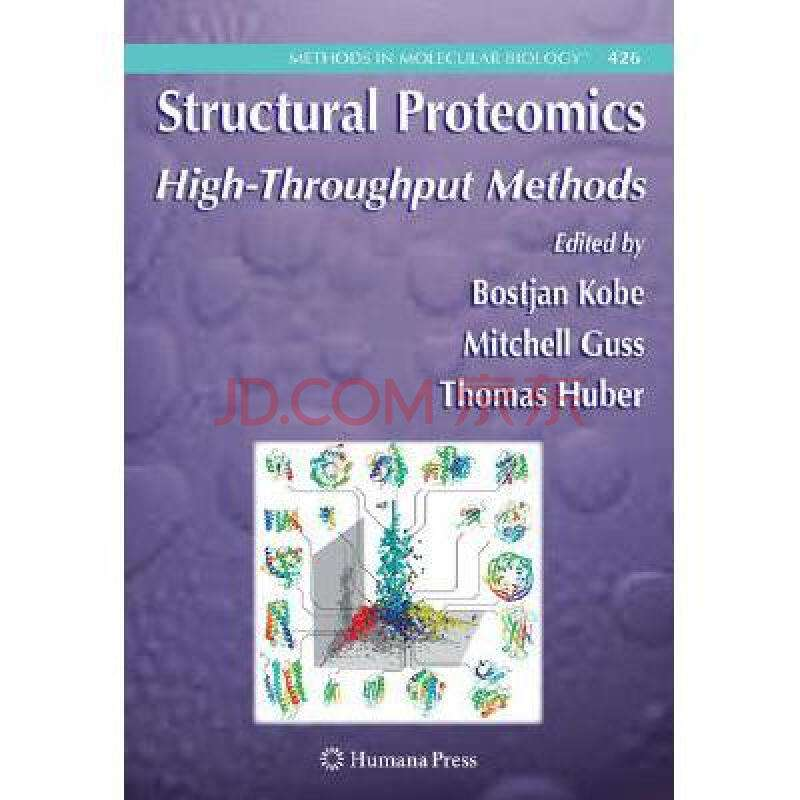 METHODS IN MOLECULAR BIOLOGY™ 426
Structural Proteomics
High-Throughput Methods
Edited by
Bostjan Kobe
Mitchell Guss
Thomas Huber
JD.COM 京东
Humana Press